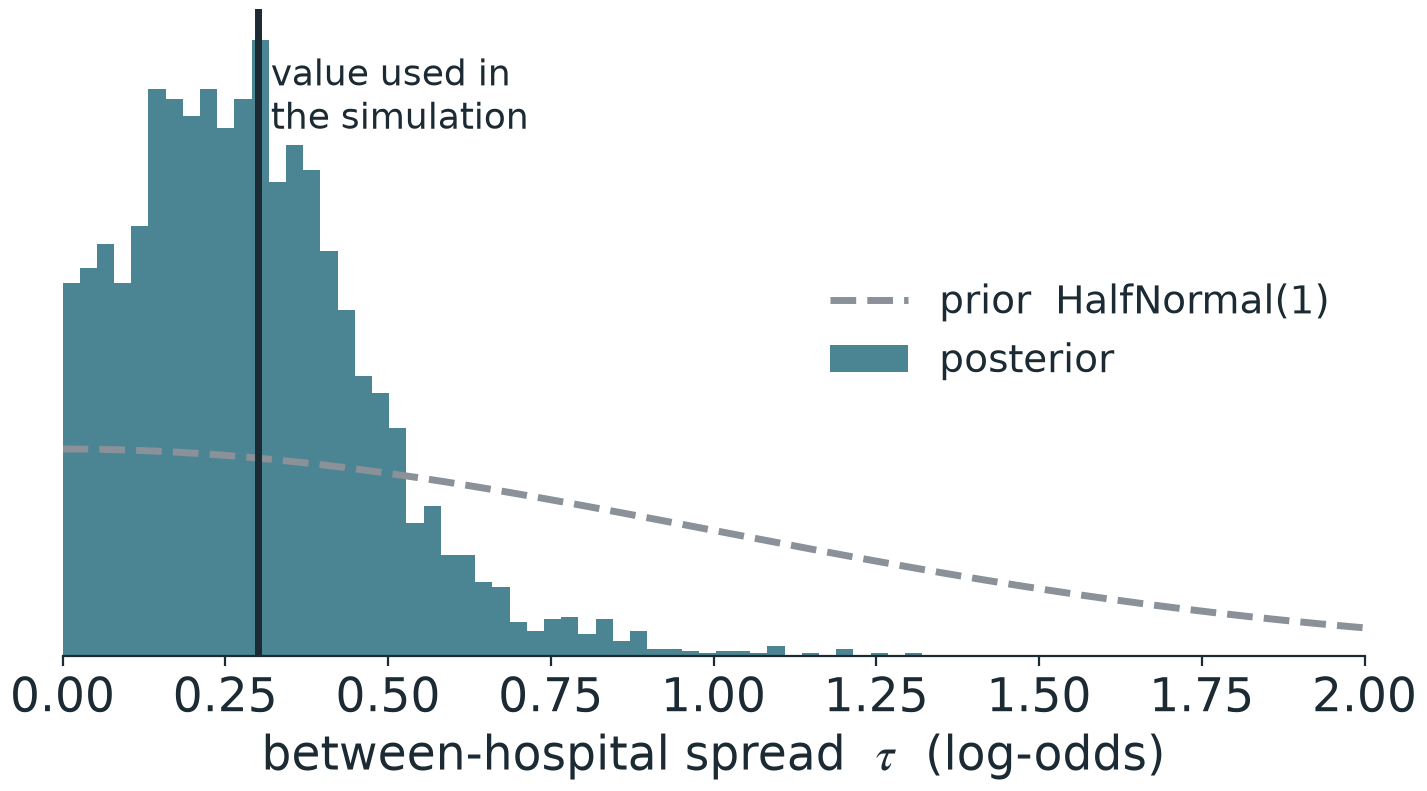 value used in
the simulation
prior HalfNormal(1)
posterior
0.00 0.25 0.50 0.75 1.00 1.25 1.50 1.75 2.00
between-hospital spread τ (log-odds)